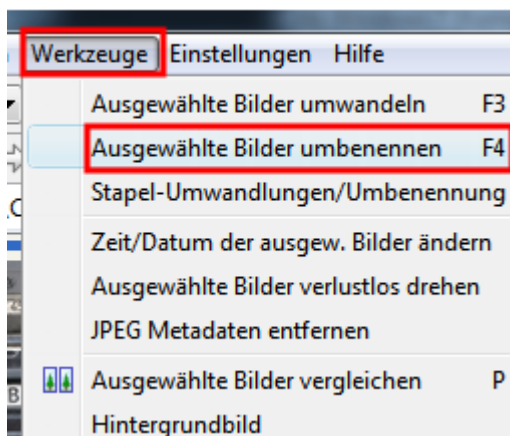 Werkzeuge Einstellungen Hilfe
Ausgewählte Bilder umwandeln F3
Ausgewählte Bilder umbenennen F4
Stapel-Umwandlungen/Umbenennung
Zeit/Datum der ausgew. Bilder ändern
Ausgewählte Bilder verlustlos drehen
JPEG Metadaten entfernen
Ausgewählte Bilder vergleichen P
Hintergrundbild